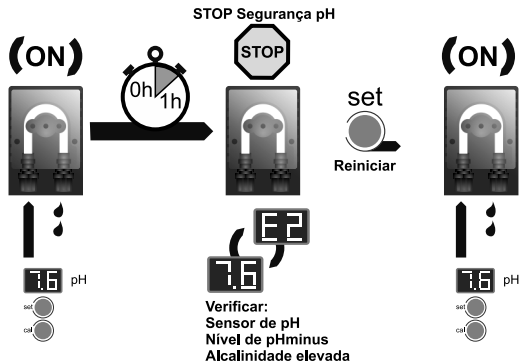 STOP Segurança pH
(ON)
0h
1h
STOP
set
Reiniciar
(ON)
7.6 pH
set
cal
E2
7.6
Verificar:
Sensor de pH
Nível de pHminus
Alcalinidade elevada
7.6 pH
set
cal